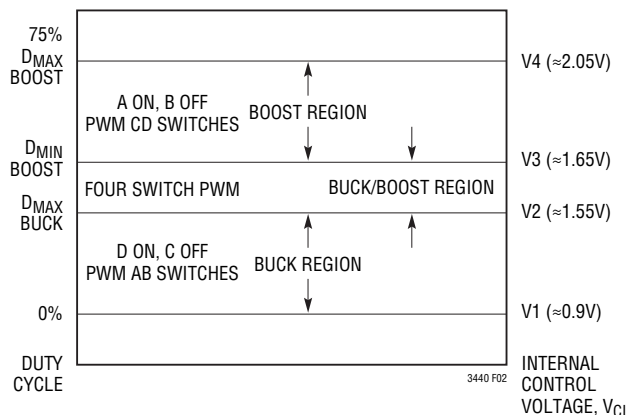 75%
DMAX
BOOST
V4 (≈2.05V)
A ON, B OFF
PWM CD SWITCHES
BOOST REGION
DMIN
BOOST
V3 (≈1.65V)
FOUR SWITCH PWM
BUCK/BOOST REGION
DMAX
BUCK
V2 (≈1.55V)
D ON, C OFF
PWM AB SWITCHES
BUCK REGION
0%
V1 (≈0.9V)
DUTY
CYCLE
3440 F02
INTERNAL
CONTROL
VOLTAGE, VCI